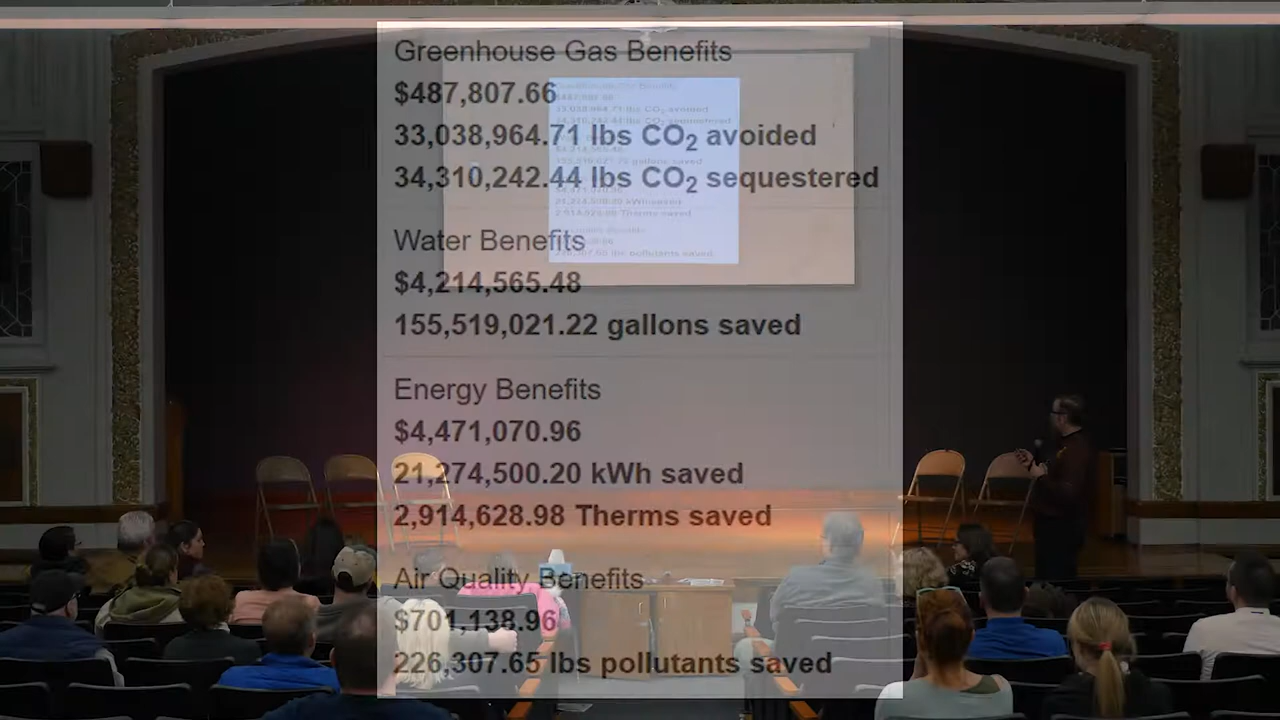 Greenhouse Gas Benefits
$487,807.66
33,038,964.71 lbs CO₂ avoided
34,310,242.44 lbs CO₂ sequestered
Water Benefits
$4,214,565.48
155,519,021.22 gallons saved
Energy Benefits
$4,471,070.96
21,274,500.20 kWh saved
2,914,628.98 Therms saved
Air Quality Benefits
$701,138.96
226,307.65 lbs pollutants saved